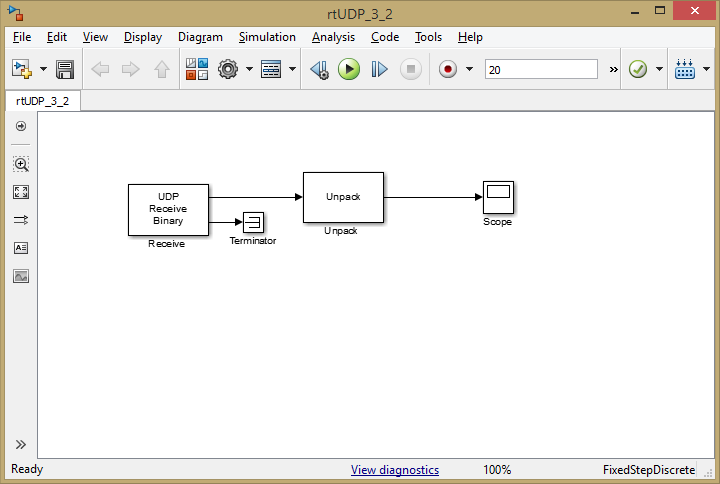 rtUDP_3_2
File Edit View Display Diagram Simulation Analysis Code Tools Help
20
rtUDP_3_2
UDP
Receive
Binary
Receive
Terminator
Unpack
Unpack
Scope
Ready View diagnostics 100% FixedStepDiscrete